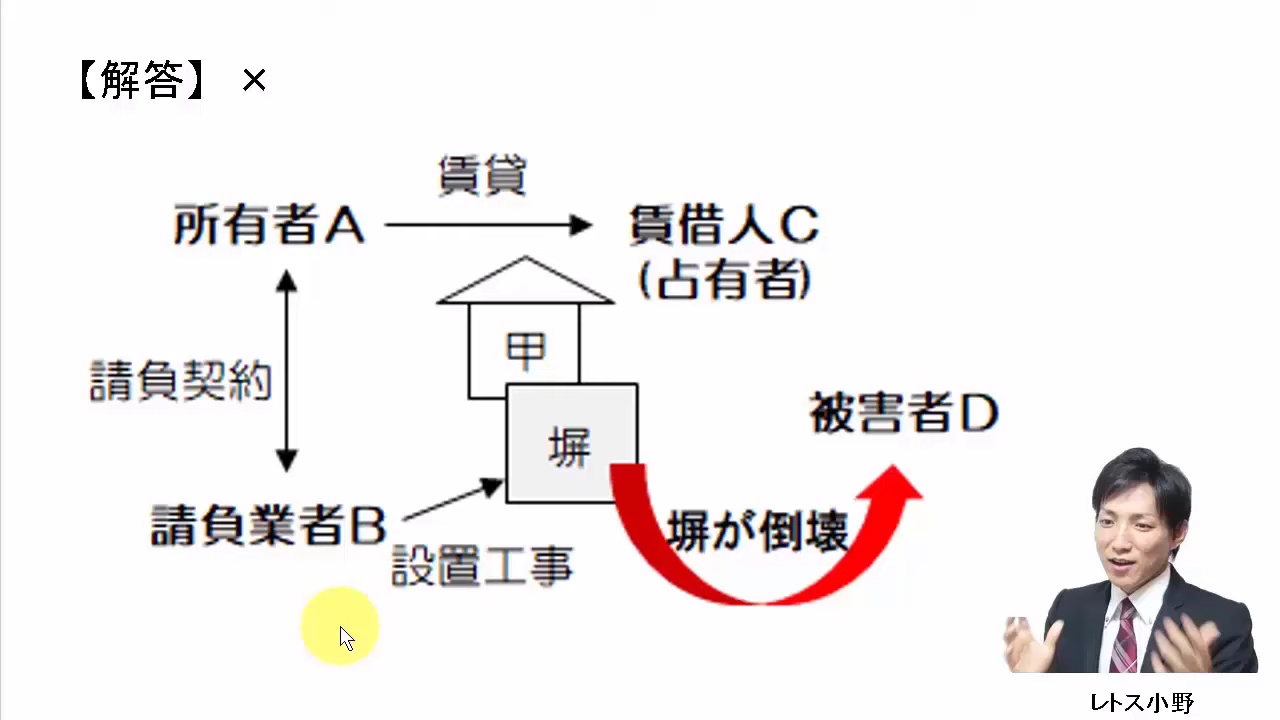 【解答】 ×
賃貸
所有者A
賃借人C
(占有者)
甲
請負契約
被害者D
塀
請負業者B
塀が倒壊
設置工事
レトス小野